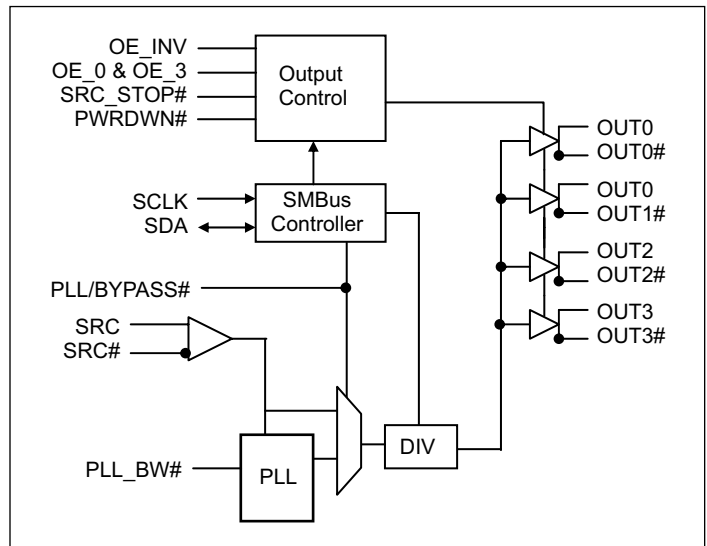 OE_INV
OE_0 & OE_3
SRC_STOP#
PWRDWN#
Output
Control
OUT0
OUT0#
SCLK
SDA
SMBus
Controller
OUT0
OUT1#
OUT2
OUT2#
PLL/BYPASS#
OUT3
OUT3#
SRC
SRC#
DIV
PLL_BW#
PLL